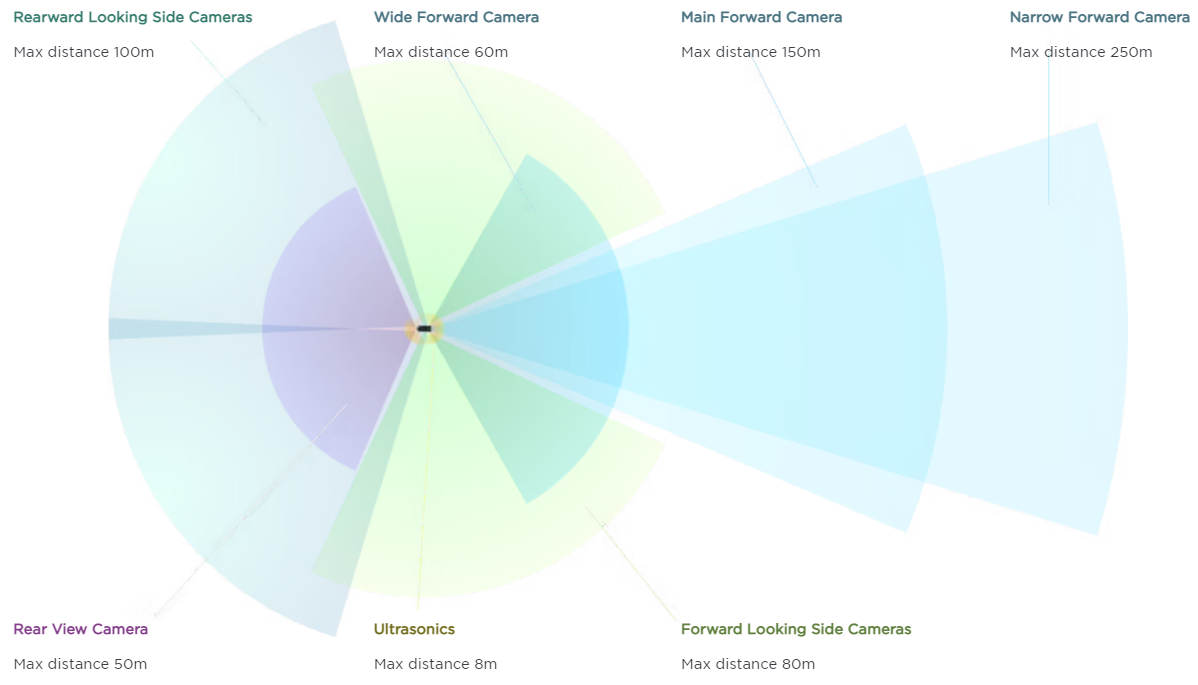 Rearward Looking Side Cameras
Max distance 100m
Wide Forward Camera
Max distance 60m
Main Forward Camera
Max distance 150m
Narrow Forward Camera
Max distance 250m
Rear View Camera
Max distance 50m
Ultrasonics
Max distance 8m
Forward Looking Side Cameras
Max distance 80m